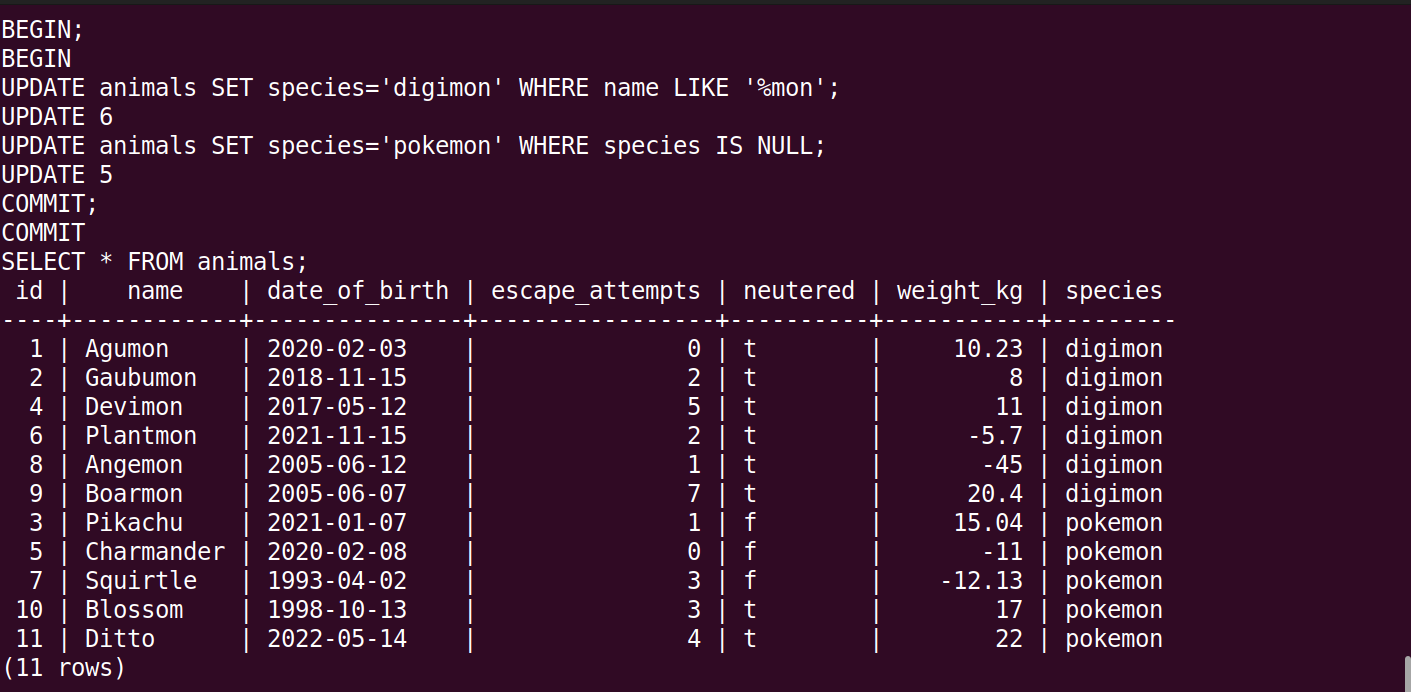 BEGIN;
BEGIN
UPDATE animals SET species='digimon' WHERE name LIKE '%mon';
UPDATE 6
UPDATE animals SET species='pokemon' WHERE species IS NULL;
UPDATE 5
COMMIT;
COMMIT
SELECT * FROM animals;
 id |    name    | date_of_birth | escape_attempts | neutered | weight_kg | species
----+------------+---------------+-----------------+----------+-----------+---------
  1 | Agumon     | 2020-02-03    |               0 | t        |     10.23 | digimon
  2 | Gaubumon   | 2018-11-15    |               2 | t        |         8 | digimon
  4 | Devimon    | 2017-05-12    |               5 | t        |        11 | digimon
  6 | Plantmon   | 2021-11-15    |               2 | t        |      -5.7 | digimon
  8 | Angemon    | 2005-06-12    |               1 | t        |       -45 | digimon
  9 | Boarmon    | 2005-06-07    |               7 | t        |      20.4 | digimon
  3 | Pikachu    | 2021-01-07    |               1 | f        |     15.04 | pokemon
  5 | Charmander | 2020-02-08    |               0 | f        |       -11 | pokemon
  7 | Squirtle   | 1993-04-02    |               3 | f        |    -12.13 | pokemon
 10 | Blossom    | 1998-10-13    |               3 | t        |        17 | pokemon
 11 | Ditto      | 2022-05-14    |               4 | t        |        22 | pokemon
(11 rows)